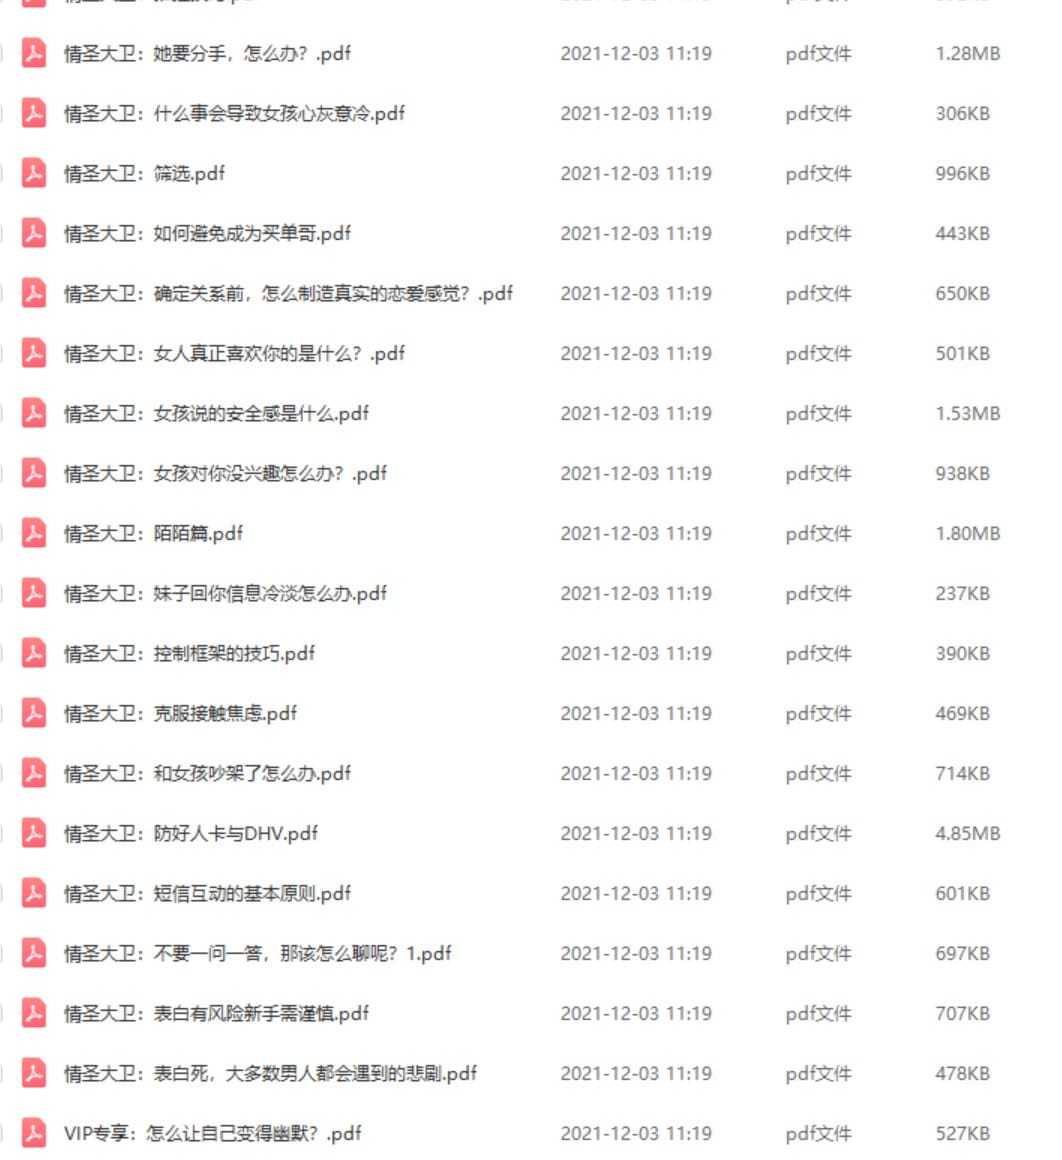 情圣大卫：她要分手，怎么办？.pdf 2021-12-03 11:19 pdf文件 1.28MB
情圣大卫：什么事会导致女孩心灰意冷.pdf 2021-12-03 11:19 pdf文件 306KB
情圣大卫：筛选.pdf 2021-12-03 11:19 pdf文件 996KB
情圣大卫：如何避免成为买单哥.pdf 2021-12-03 11:19 pdf文件 443KB
情圣大卫：确定关系前，怎么制造真实的恋爱感觉？.pdf 2021-12-03 11:19 pdf文件 650KB
情圣大卫：女人真正喜欢你的是什么？.pdf 2021-12-03 11:19 pdf文件 501KB
情圣大卫：女孩说的安全感是什么.pdf 2021-12-03 11:19 pdf文件 1.53MB
情圣大卫：女孩对你没兴趣怎么办？.pdf 2021-12-03 11:19 pdf文件 938KB
情圣大卫：陌陌篇.pdf 2021-12-03 11:19 pdf文件 1.80MB
情圣大卫：妹子回你信息冷淡怎么办.pdf 2021-12-03 11:19 pdf文件 237KB
情圣大卫：控制框架的技巧.pdf 2021-12-03 11:19 pdf文件 390KB
情圣大卫：克服接触焦虑.pdf 2021-12-03 11:19 pdf文件 469KB
情圣大卫：和女孩吵架了怎么办.pdf 2021-12-03 11:19 pdf文件 714KB
情圣大卫：防好人卡与DHV.pdf 2021-12-03 11:19 pdf文件 4.85MB
情圣大卫：短信互动的基本原则.pdf 2021-12-03 11:19 pdf文件 601KB
情圣大卫：不要一问一答，那该怎么聊呢？1.pdf 2021-12-03 11:19 pdf文件 697KB
情圣大卫：表白有风险新手需谨慎.pdf 2021-12-03 11:19 pdf文件 707KB
情圣大卫：表白死，大多数男人都会遇到的悲剧.pdf 2021-12-03 11:19 pdf文件 478KB
VIP专享：怎么让自己变得幽默？.pdf 2021-12-03 11:19 pdf文件 527KB